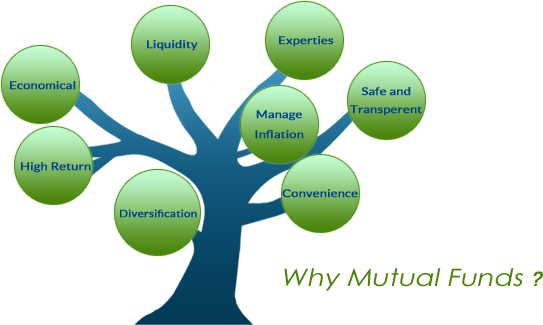 Experties
Liquidity
Economical
Safe and
Transperent
Manage
Inflation
High Return
Convenience
Diversification
Why Mutual Funds ?